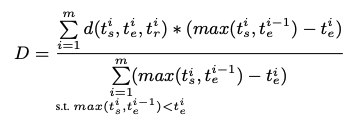 D = \frac{\sum_{i=1}^{m} d(t_s^i, t_e^i, t_r^i) * (max(t_s^i, t_e^{i-1}) - t_e^i)}{\sum_{\substack{i=1 \\ \text{s.t. } max(t_s^i, t_e^{i-1}) < t_e^i}}^{m} (max(t_s^i, t_e^{i-1}) - t_e^i)}